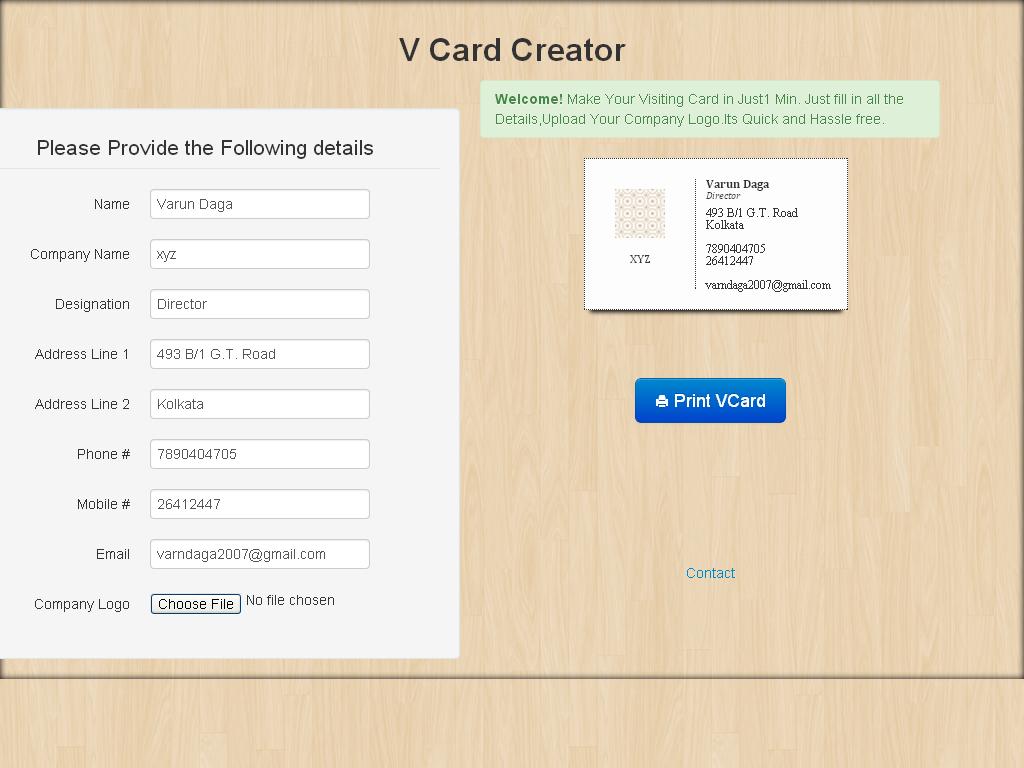 V Card Creator
Welcome! Make Your Visiting Card in Just1 Min. Just fill in all the
Details,Upload Your Company Logo.Its Quick and Hassle free.
Please Provide the Following details
Name Varun Daga
Company Name xyz
Designation Director
Address Line 1 493 B/1 G.T. Road
Address Line 2 Kolkata
Phone # 7890404705
Mobile # 26412447
Email varndaga2007@gmail.com
Company Logo Choose File No file chosen
XYZ
Varun Daga
Director
493 B/1 G.T. Road
Kolkata
7890404705
26412447
varndaga2007@gmail.com
Print VCard
Contact